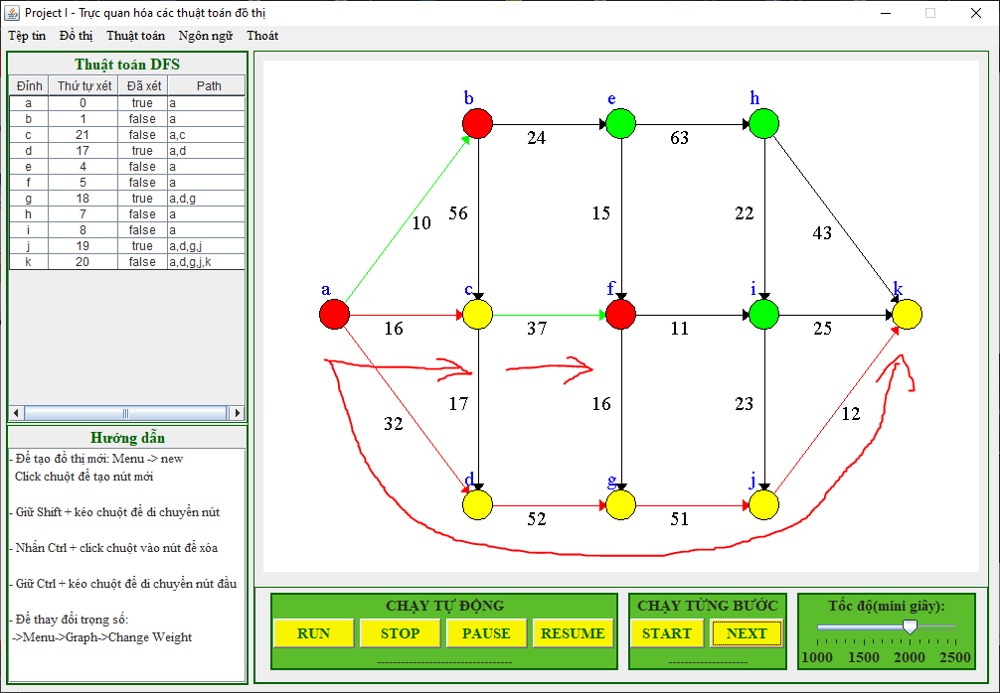 Project I - Trực quan hóa các thuật toán đồ thị
Tệp tin Đồ thị Thuật toán Ngôn ngữ Thoát
Thuật toán DFS
Đỉnh Thứ tự xét Đã xét Path
a 0 true a
b 1 false a
c 21 false a,c
d 17 true a,d
e 4 false a
f 5 false a
g 18 true a,d,g
h 7 false a
i 8 false a
j 19 true a,d,g,j
k 20 false a,d,g,j,k
Hướng dẫn
- Để tạo đồ thị mới: Menu -> new
Click chuột để tạo nút mới
- Giữ Shift + kéo chuột để di chuyển nút
- Nhấn Ctrl + click chuột vào nút để xóa
- Giữ Ctrl + kéo chuột để di chuyển nút đầu
- Để thay đổi trọng số:
->Menu->Graph->Change Weight
b e h
24 63
10 56 15 22 43
a c f i k
16 37 11 25
32 17 16 23 12
d g j
52 51
CHẠY TỰ ĐỘNG
RUN STOP PAUSE RESUME
--------------------------------
CHẠY TỪNG BƯỚC
START NEXT
-------------------
Tốc độ(mini giây):
1000 1500 2000 2500